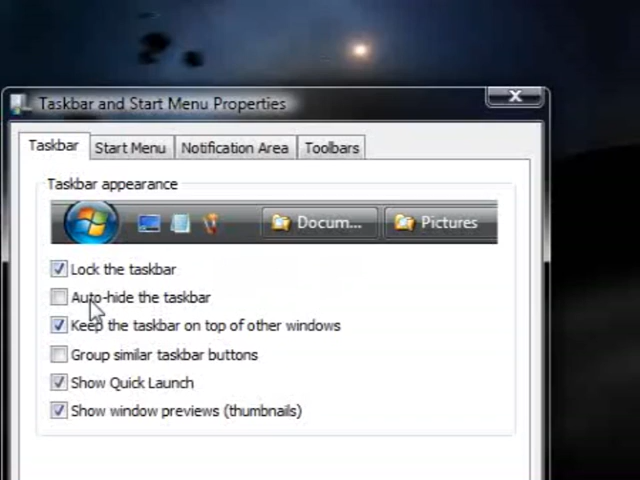 Taskbar and Start Menu Properties
Taskbar Start Menu Notification Area Toolbars
Taskbar appearance
Docum... Pictures
Lock the taskbar
Auto-hide the taskbar
Keep the taskbar on top of other windows
Group similar taskbar buttons
Show Quick Launch
Show window previews (thumbnails)